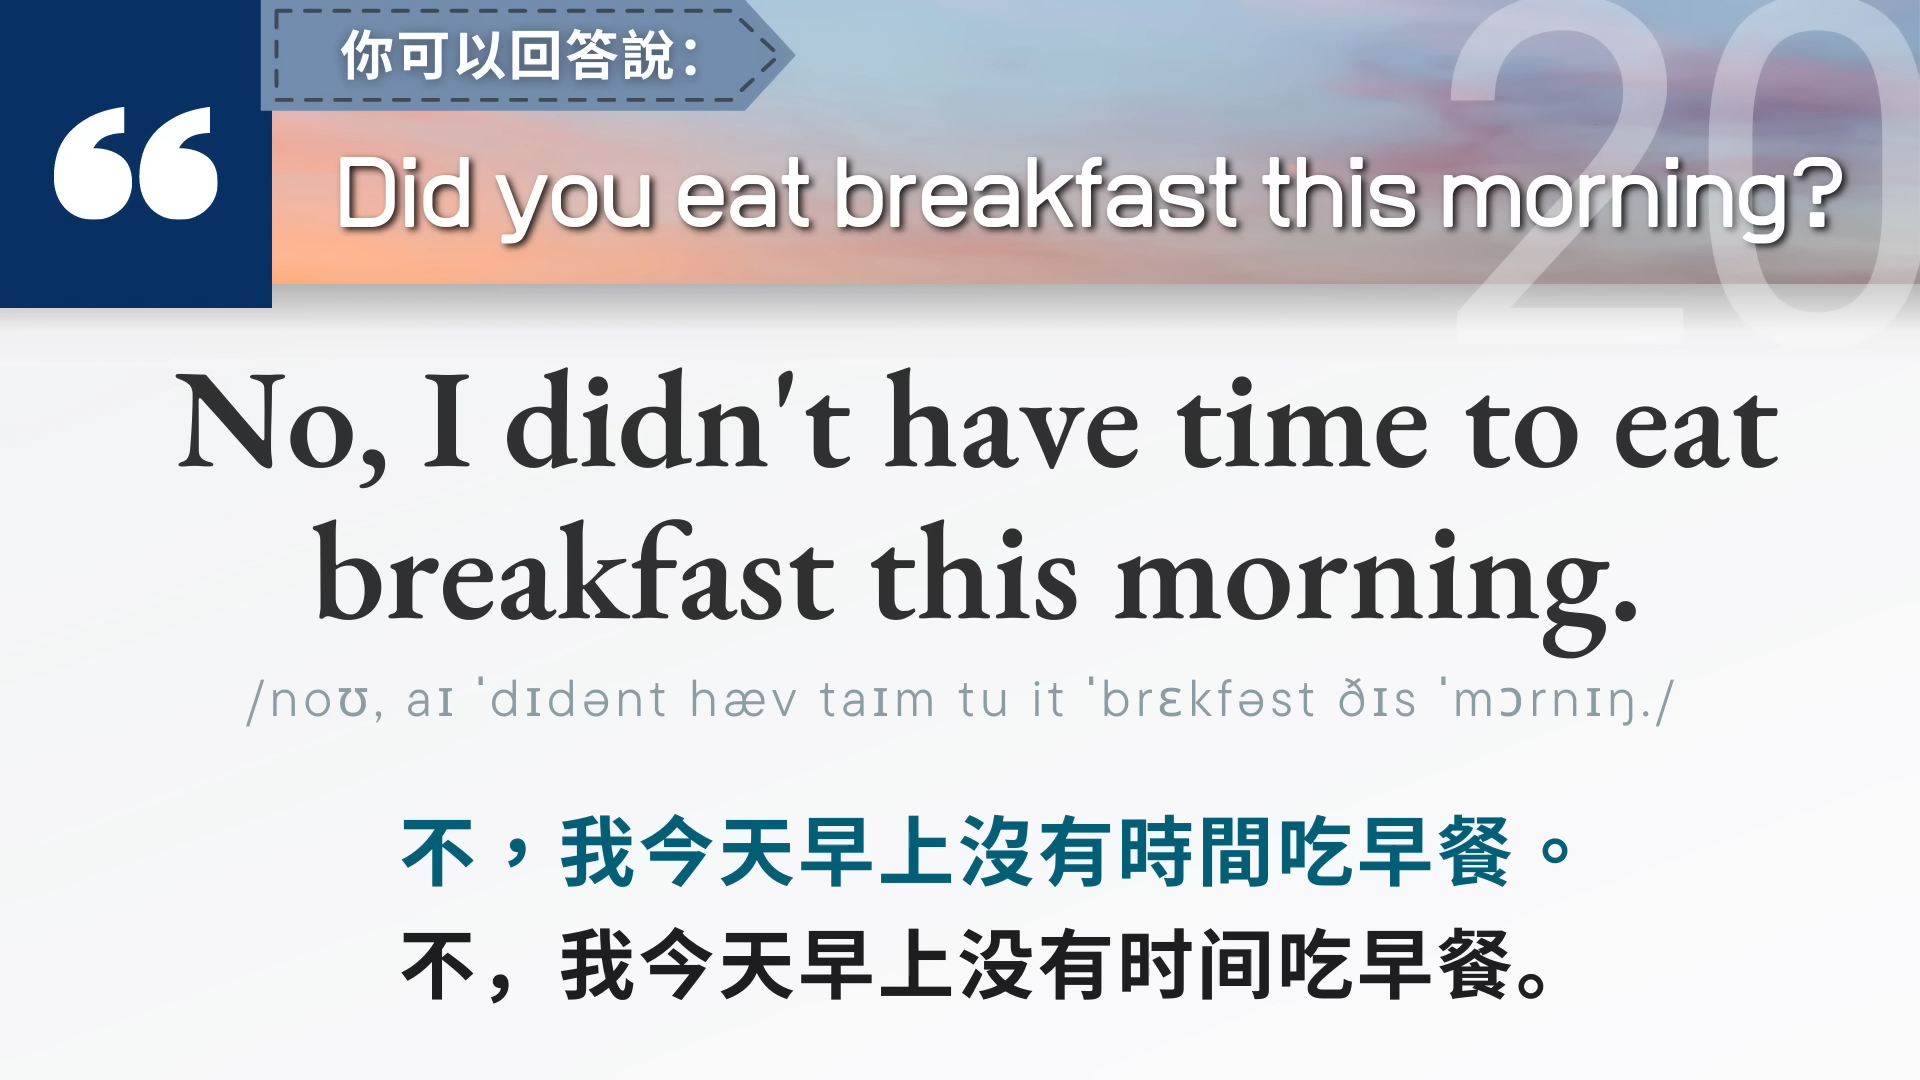 你可以回答說：
20
Did you eat breakfast this morning?
No, I didn't have time to eat
breakfast this morning.
/noʊ, aɪ ˈdɪdənt hæv taɪm tu it ˈbrɛkfəst ðɪs ˈmɔrnɪŋ./
不，我今天早上沒有時間吃早餐。
不，我今天早上没有时间吃早餐。